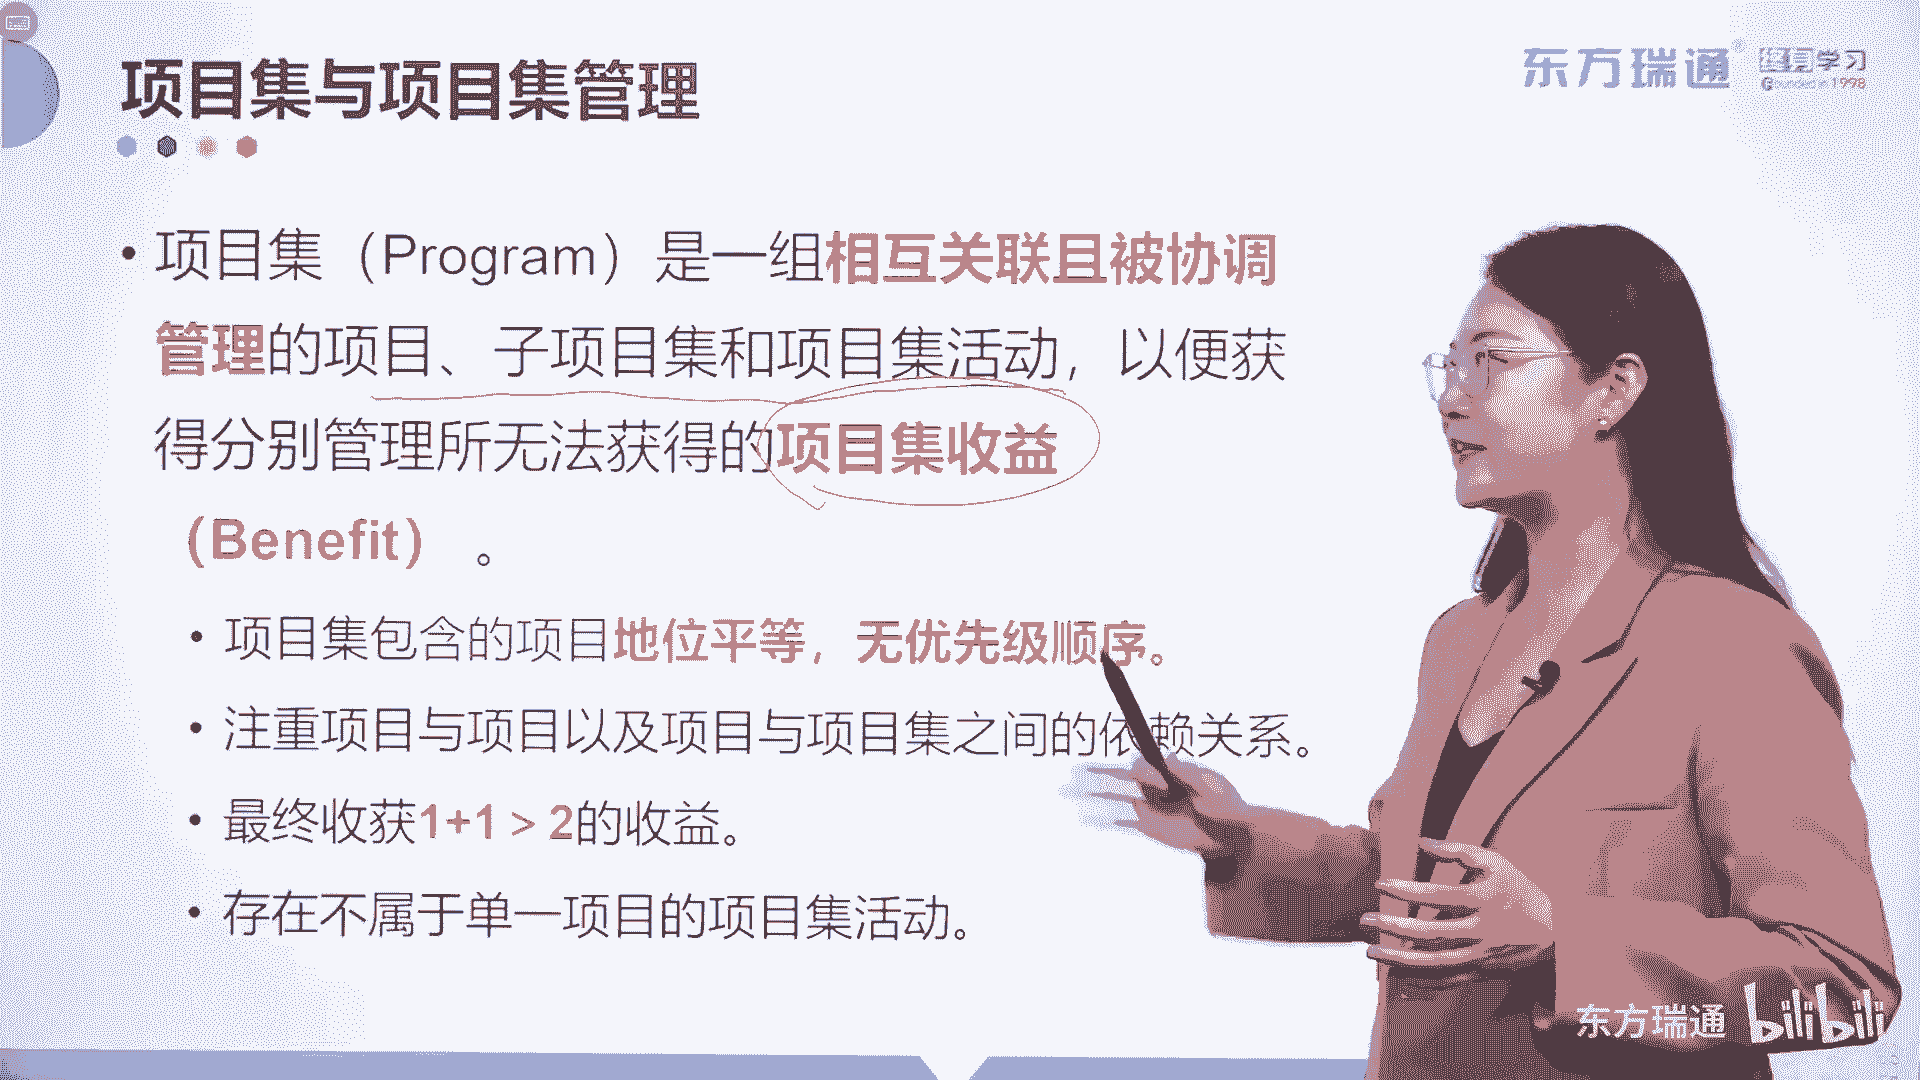 项目集与项目集管理
东方瑞通® 终身学习
Founded in 1998
•项目集（Program）是一组相互关联且被协调
管理的项目、子项目集和项目集活动，以便获
得分别管理所无法获得的项目集收益
（Benefit）。
•项目集包含的项目地位平等，无优先级顺序。
•注重项目与项目以及项目与项目集之间的依赖关系。
•最终收获1+1 > 2的收益。
•存在不属于单一项目的项目集活动。
东方瑞通 bilibili